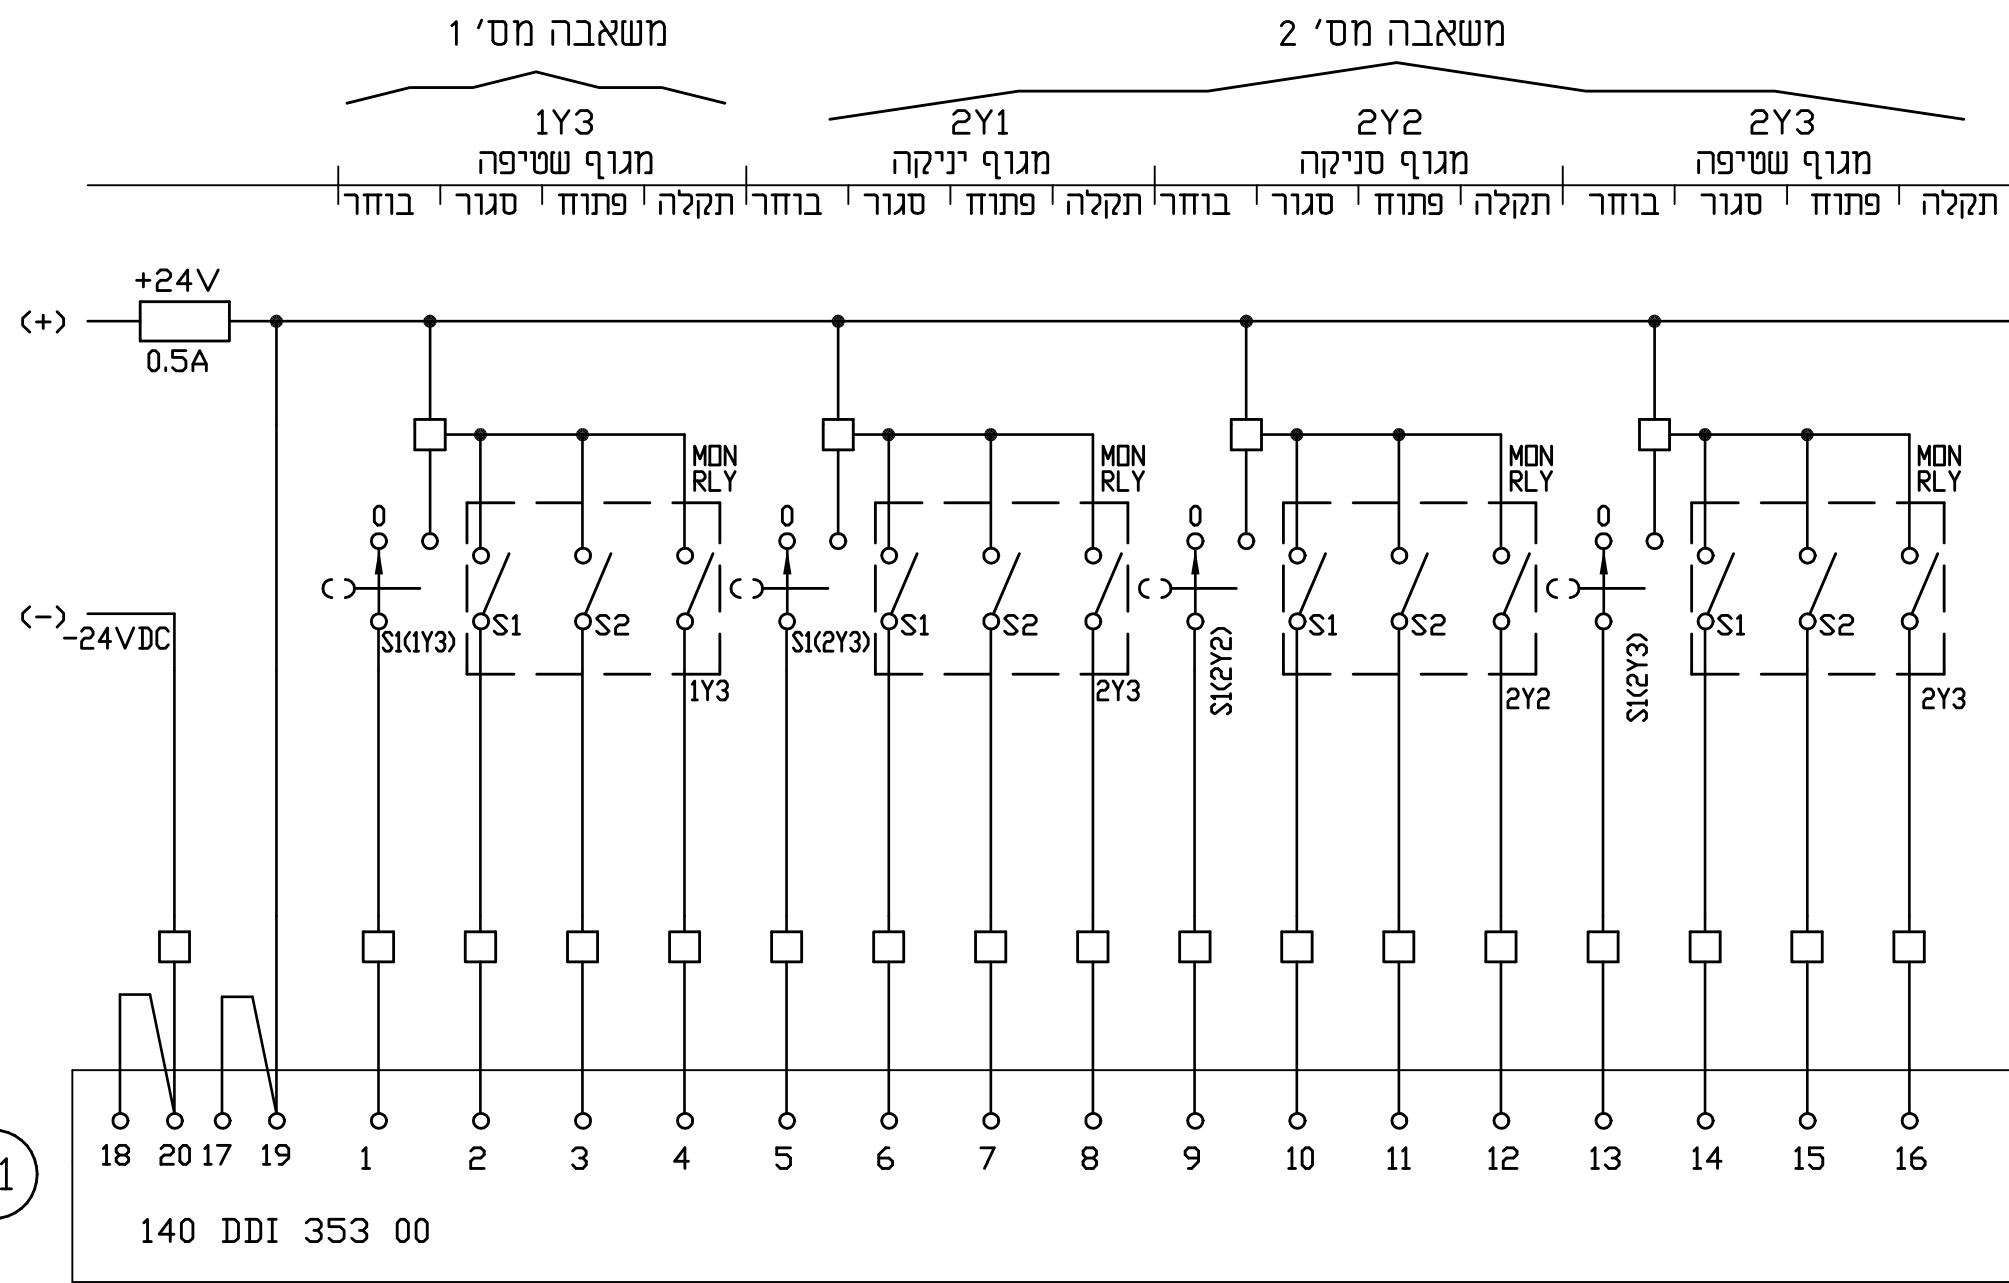 משאבה מס' 1
משאבה מס' 2
1Y3
2Y1
2Y2
2Y3
מגוף שטיפה
מגוף יניקה
מגוף סניקה
מגוף שטיפה
בוחר סגור פתוח תקלה בוחר סגור פתוח תקלה בוחר סגור פתוח תקלה בוחר סגור פתוח תקלה
+24V
(+)
0.5A
MON
RLY
MON
RLY
MON
RLY
MON
RLY
0
0
0
0
(-)
-24VDC
S1(1Y3)
S1
S2
1Y3
S1(2Y3)
S1
S2
2Y3
S1(2Y2)
S1
S2
2Y2
S1(2Y3)
S1
S2
2Y3
18 20 17 19 1 2 3 4 5 6 7 8 9 10 11 12 13 14 15 16
1
140 DDI 353 00